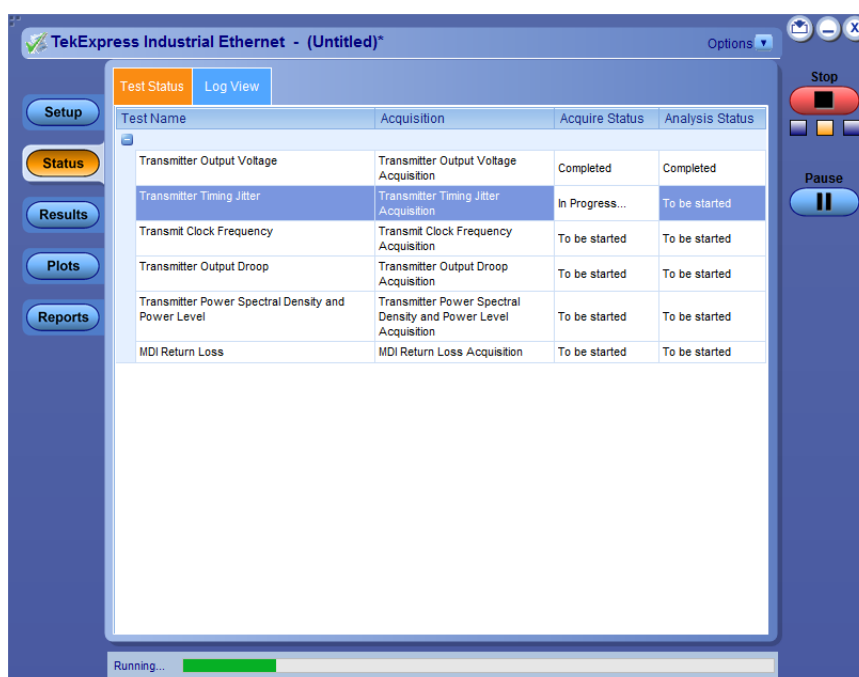 TekExpress Industrial Ethernet - (Untitled)*
Options
Stop
Test Status Log View
Setup
Test Name Acquisition Acquire Status Analysis Status
Status
Transmitter Output Voltage
Transmitter Output Voltage
Acquisition
Completed
Completed
Pause
Transmitter Timing Jitter
Transmitter Timing Jitter
Acquisition
In Progress...
To be started
Results
Transmit Clock Frequency
Transmit Clock Frequency
Acquisition
To be started
To be started
Plots
Transmitter Output Droop
Transmitter Output Droop
Acquisition
To be started
To be started
Reports
Transmitter Power Spectral Density and
Power Level
Transmitter Power Spectral
Density and Power Level
Acquisition
To be started
To be started
MDI Return Loss
MDI Return Loss Acquisition
To be started
To be started
Running...